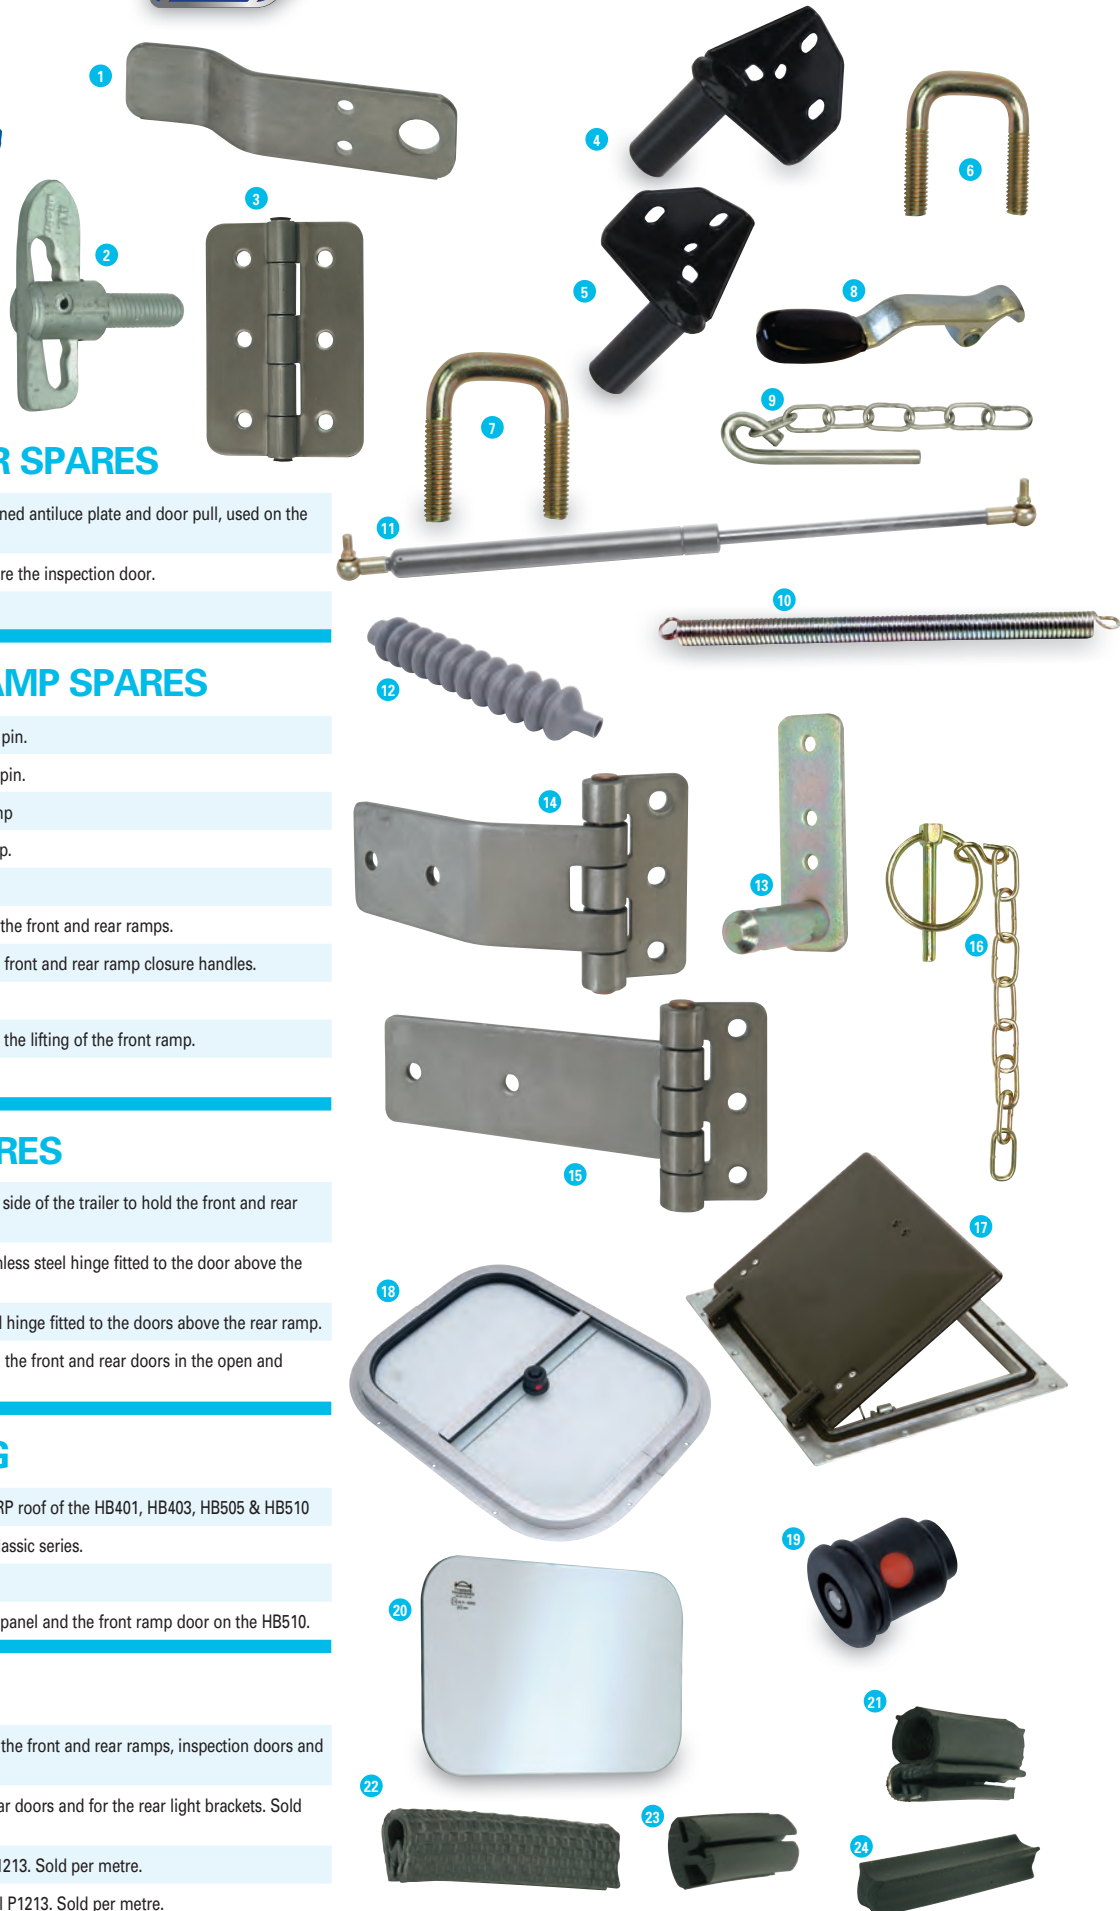 1
4
6
3
2
5
8
9
7
R SPARES
ned antiluce plate and door pull, used on the
re the inspection door.
11
10
12
AMP SPARES
pin.
pin.
np
p.
the front and rear ramps.
front and rear ramp closure handles.
the lifting of the front ramp.
14
13
16
15
RES
side of the trailer to hold the front and rear
nless steel hinge fitted to the door above the
l hinge fitted to the doors above the rear ramp.
the front and rear doors in the open and
17
18
G
RP roof of the HB401, HB403, HB505 & HB510
lassic series.
panel and the front ramp door on the HB510.
19
20
21
the front and rear ramps, inspection doors and
ar doors and for the rear light brackets. Sold
1213. Sold per metre.
l P1213. Sold per metre.
22
23
24